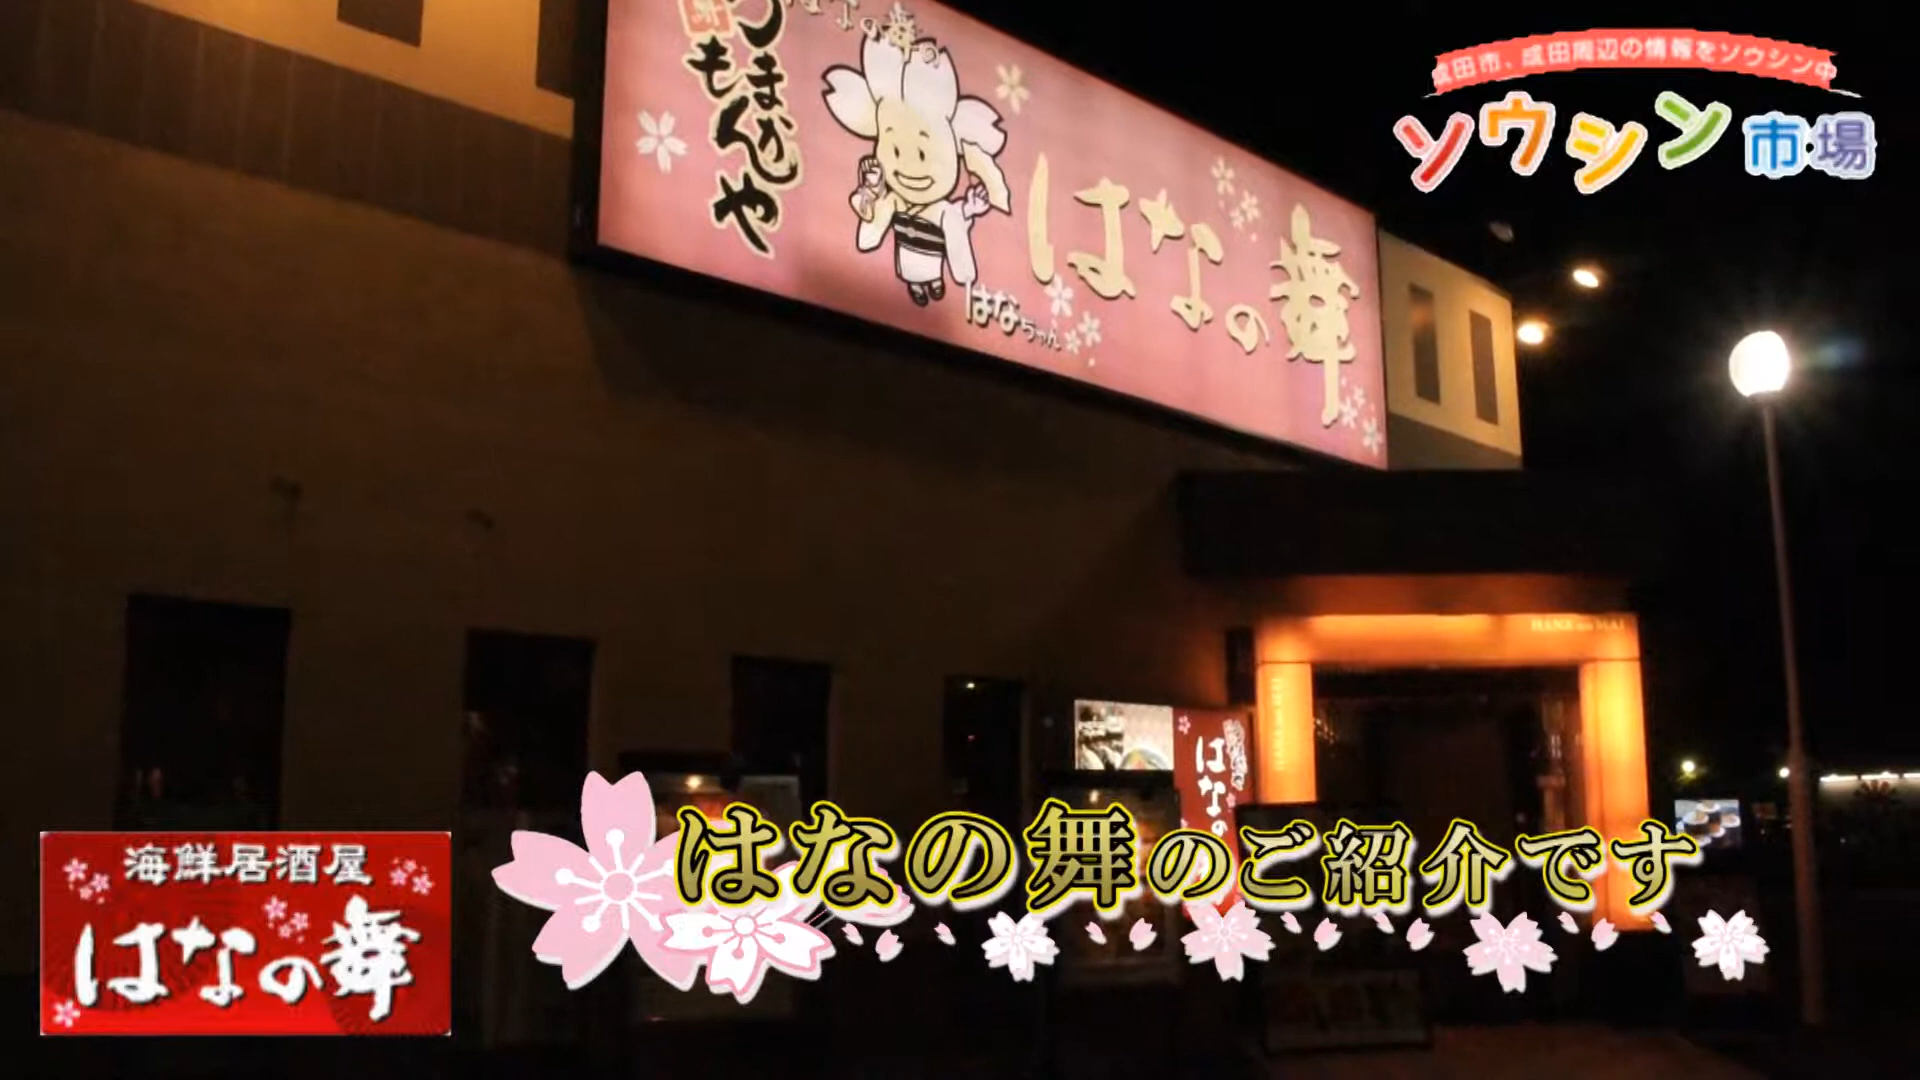 成田市、成田周辺の情報をソウシン中
ソウシン市場
はなの舞の
うまかもんや
はなの舞
はなちゃん
HANA no MAI
はなの
海鮮居酒屋
はなの舞
はなの舞のご紹介です